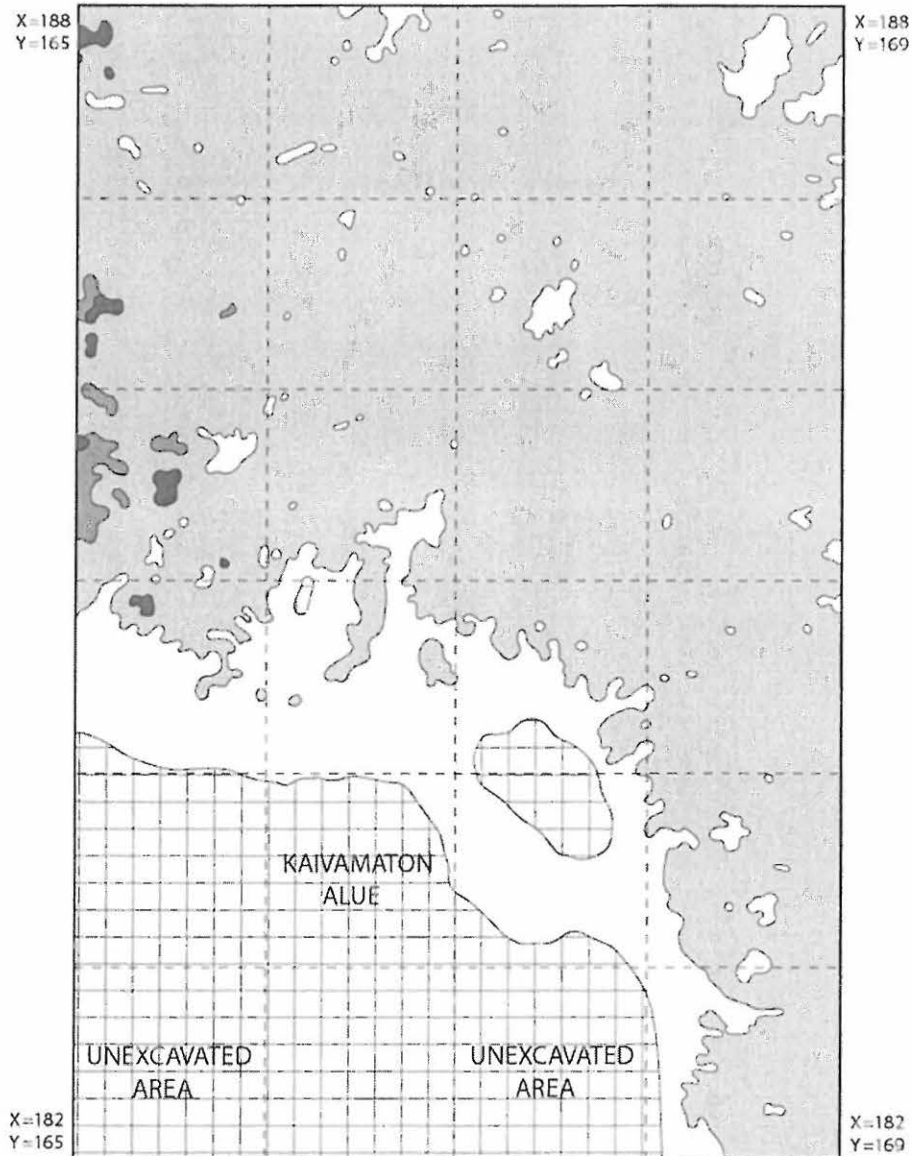 X=188
Y=165
X=188
Y=169
KAIVAMATON
ALUE
UNEXCAVATED
AREA
UNEXCAVATED
AREA
X=182
Y=165
X=182
Y=169